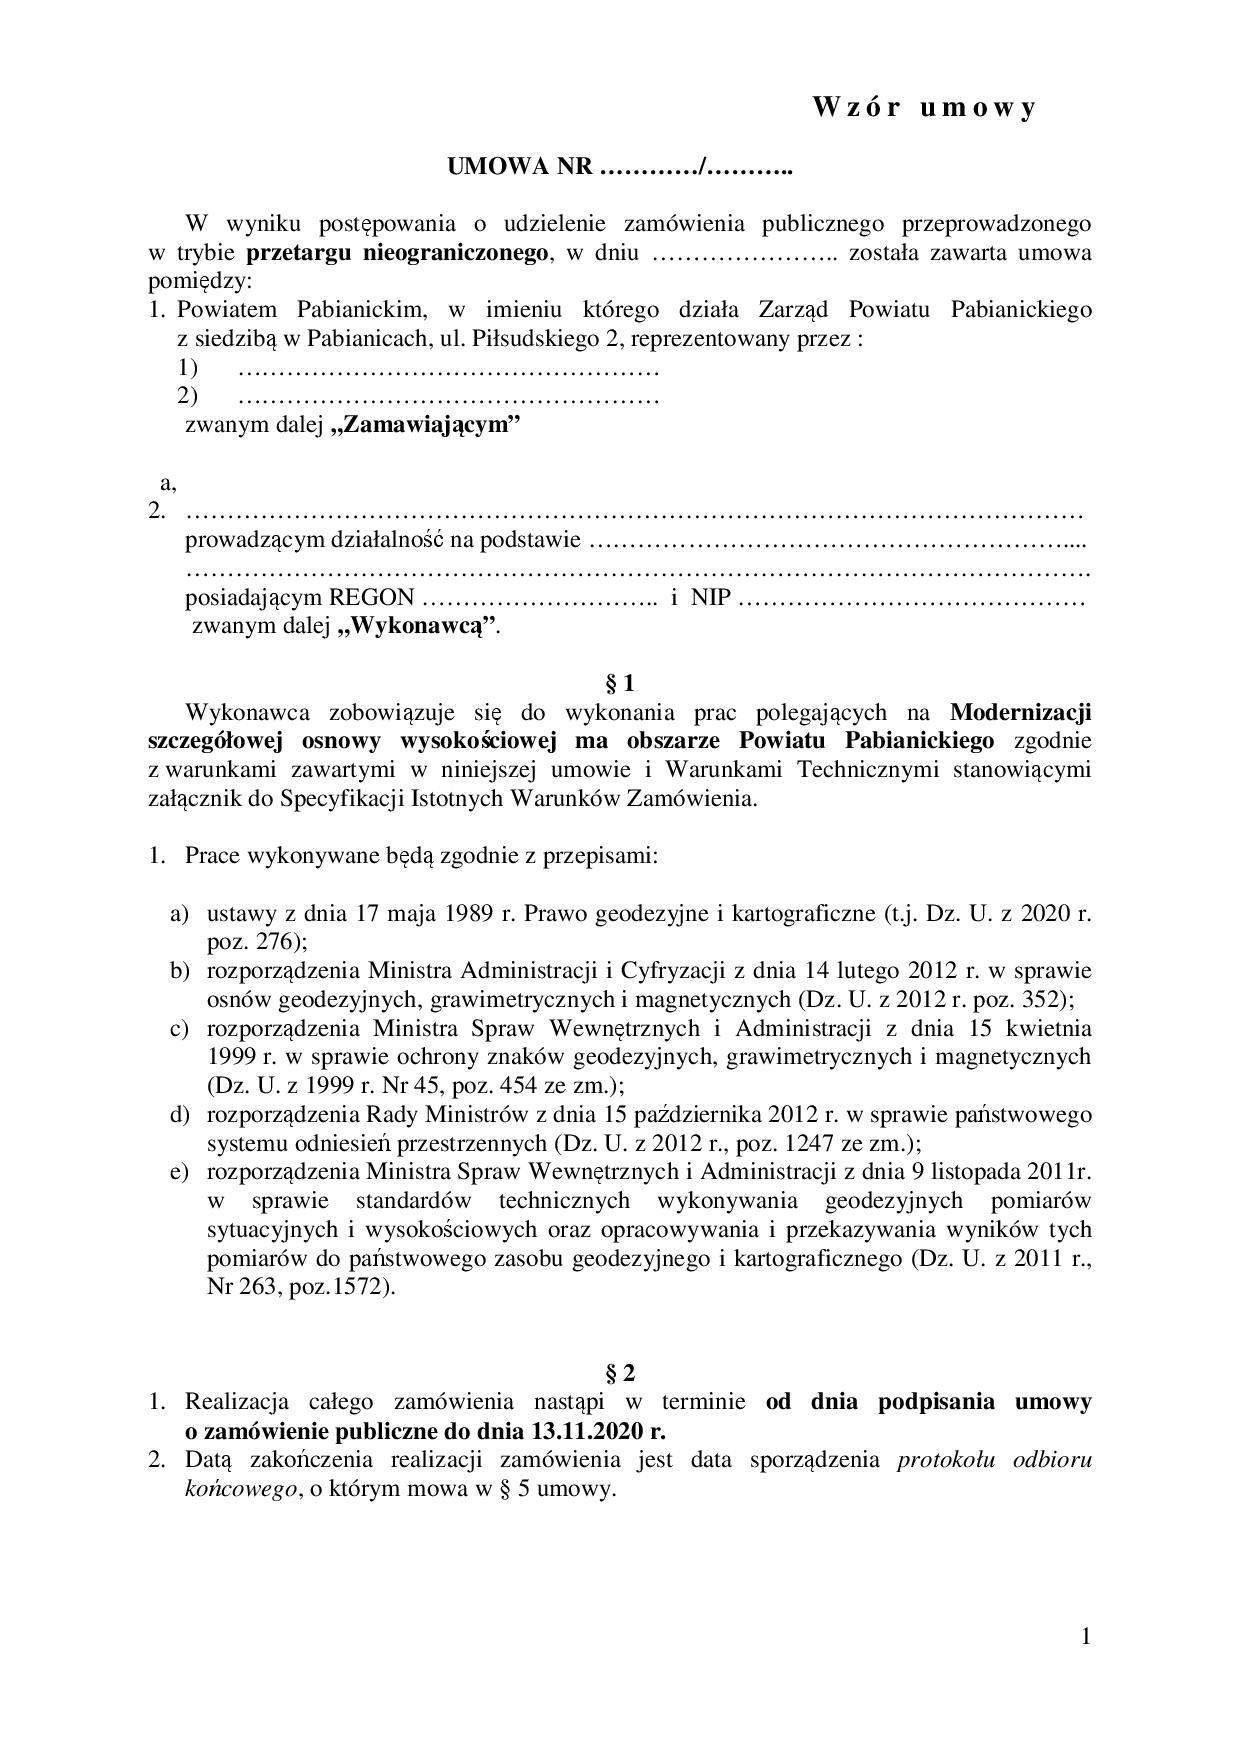 Wzór umowy
UMOWA NR …………/………..
W wyniku postępowania o udzielenie zamówienia publicznego przeprowadzonego
w trybie przetargu nieograniczonego, w dniu ………………….. została zawarta umowa
pomiędzy:
1. Powiatem Pabianickim, w imieniu którego działa Zarząd Powiatu Pabianickiego
z siedzibą w Pabianicach, ul. Piłsudskiego 2, reprezentowany przez :
1) ……………………………………………
2) ……………………………………………
zwanym dalej „Zamawiającym”
a,
2. ………………………………………………………………………………………………
prowadzącym działalność na podstawie …………………………………………………....
………………………………………………………………………………………………
posiadającym REGON ……………………….. i NIP ……………………………………
zwanym dalej „Wykonawcą”.
§ 1
Wykonawca zobowiązuje się do wykonania prac polegających na Modernizacji
szczegółowej osnowy wysokościowej ma obszarze Powiatu Pabianickiego zgodnie
z warunkami zawartymi w niniejszej umowie i Warunkami Technicznymi stanowiącymi
załącznik do Specyfikacji Istotnych Warunków Zamówienia.
1. Prace wykonywane będą zgodnie z przepisami:
a) ustawy z dnia 17 maja 1989 r. Prawo geodezyjne i kartograficzne (t.j. Dz. U. z 2020 r.
poz. 276);
b) rozporządzenia Ministra Administracji i Cyfryzacji z dnia 14 lutego 2012 r. w sprawie
osnów geodezyjnych, grawimetrycznych i magnetycznych (Dz. U. z 2012 r. poz. 352);
c) rozporządzenia Ministra Spraw Wewnętrznych i Administracji z dnia 15 kwietnia
1999 r. w sprawie ochrony znaków geodezyjnych, grawimetrycznych i magnetycznych
(Dz. U. z 1999 r. Nr 45, poz. 454 ze zm.);
d) rozporządzenia Rady Ministrów z dnia 15 października 2012 r. w sprawie państwowego
systemu odniesień przestrzennych (Dz. U. z 2012 r., poz. 1247 ze zm.);
e) rozporządzenia Ministra Spraw Wewnętrznych i Administracji z dnia 9 listopada 2011r.
w sprawie standardów technicznych wykonywania geodezyjnych pomiarów
sytuacyjnych i wysokościowych oraz opracowywania i przekazywania wyników tych
pomiarów do państwowego zasobu geodezyjnego i kartograficznego (Dz. U. z 2011 r.,
Nr 263, poz.1572).
§ 2
1. Realizacja całego zamówienia nastąpi w terminie od dnia podpisania umowy
o zamówienie publiczne do dnia 13.11.2020 r.
2. Datą zakończenia realizacji zamówienia jest data sporządzenia protokołu odbioru
końcowego, o którym mowa w § 5 umowy.
1